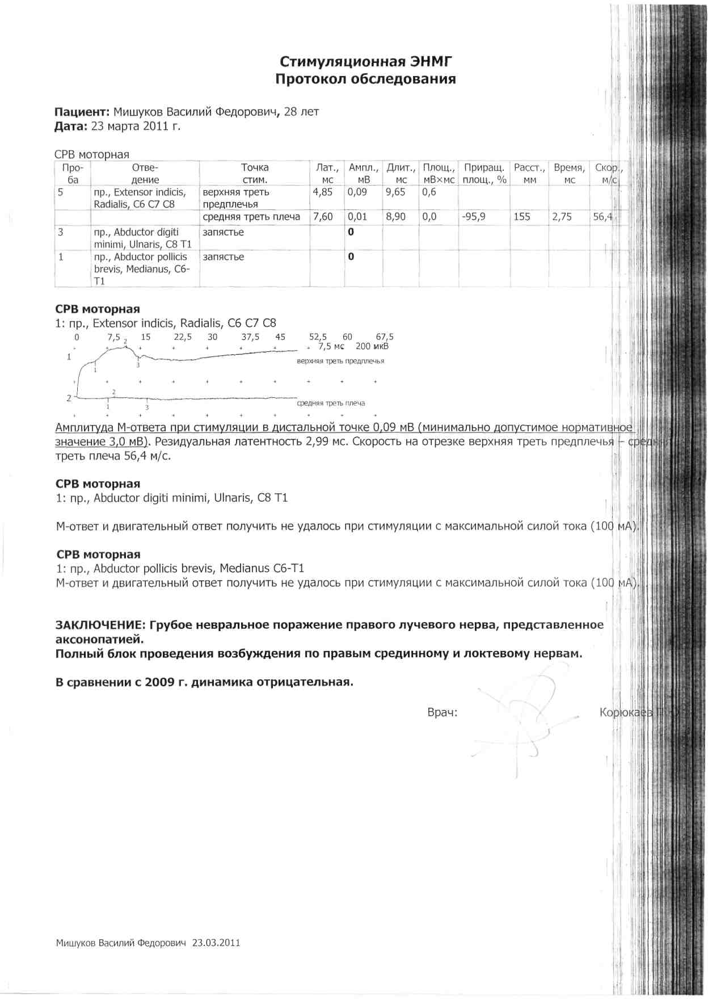 Стимуляционная ЭНМГ
Протокол обследования
Пациент: Мишуков Василий Федорович, 28 лет
Дата: 23 марта 2011 г.
СРВ моторная
Про- Отве- Точка Лат., Ампл., Длит., Площ., Приращ. Расст., Время, Скор.,
ба дение стим. мс мВ мс мВ×мс площ., % мм мс м/с
5 пр., Extensor indicis, верхняя треть 4,85 0,09 9,65 0,6
Radialis, C6 C7 C8 предплечья
средняя треть плеча 7,60 0,01 8,90 0,0 -95,9 155 2,75 56,4
3 пр., Abductor digiti запястье 0
minimi, Ulnaris, C8 T1
1 пр., Abductor pollicis запястье 0
brevis, Medianus, C6-
T1
СРВ моторная
1: пр., Extensor indicis, Radialis, C6 C7 C8
0 7,5 15 22,5 30 37,5 45 52,5 60 67,5
2
7,5 мс 200 мкВ
1
верхняя треть предплечья
3
1
2
2
средняя треть плеча
1 3
Амплитуда М-ответа при стимуляции в дистальной точке 0,09 мВ (минимально допустимое нормативное
значение 3,0 мВ). Резидуальная латентность 2,99 мс. Скорость на отрезке верхняя треть предплечья – средняя
треть плеча 56,4 м/с.
СРВ моторная
1: пр., Abductor digiti minimi, Ulnaris, C8 T1
М-ответ и двигательный ответ получить не удалось при стимуляции с максимальной силой тока (100 мА).
СРВ моторная
1: пр., Abductor pollicis brevis, Medianus C6-T1
М-ответ и двигательный ответ получить не удалось при стимуляции с максимальной силой тока (100 мА).
ЗАКЛЮЧЕНИЕ: Грубое невральное поражение правого лучевого нерва, представленное
аксонопатией.
Полный блок проведения возбуждения по правым срединному и локтевому нервам.
В сравнении с 2009 г. динамика отрицательная.
Врач: Корюкаев
Мишуков Василий Федорович 23.03.2011